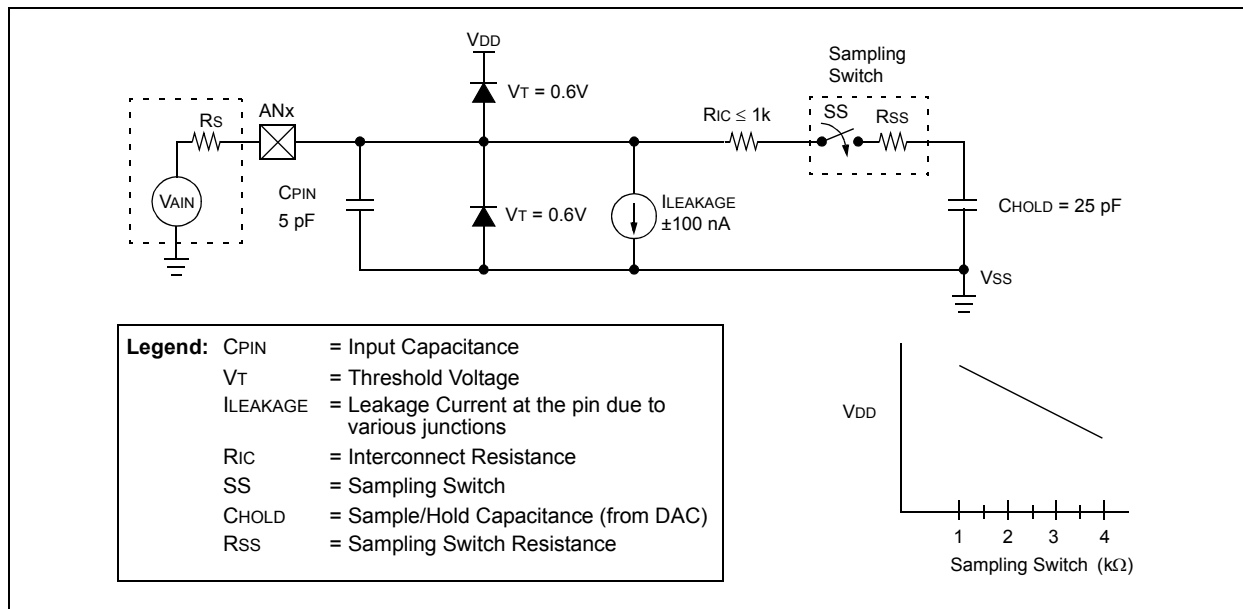 VDD
Sampling
Switch
VT = 0.6V
RS
ANx
RIC ≤ 1k
SS
RSS
VAIN
CPIN
5 pF
VT = 0.6V
ILEAKAGE
±100 nA
CHOLD = 25 pF
VSS
Legend: CPIN = Input Capacitance
VT = Threshold Voltage
ILEAKAGE = Leakage Current at the pin due to
various junctions
RIC = Interconnect Resistance
SS = Sampling Switch
CHOLD = Sample/Hold Capacitance (from DAC)
RSS = Sampling Switch Resistance
VDD
1 2 3 4
Sampling Switch (kΩ)